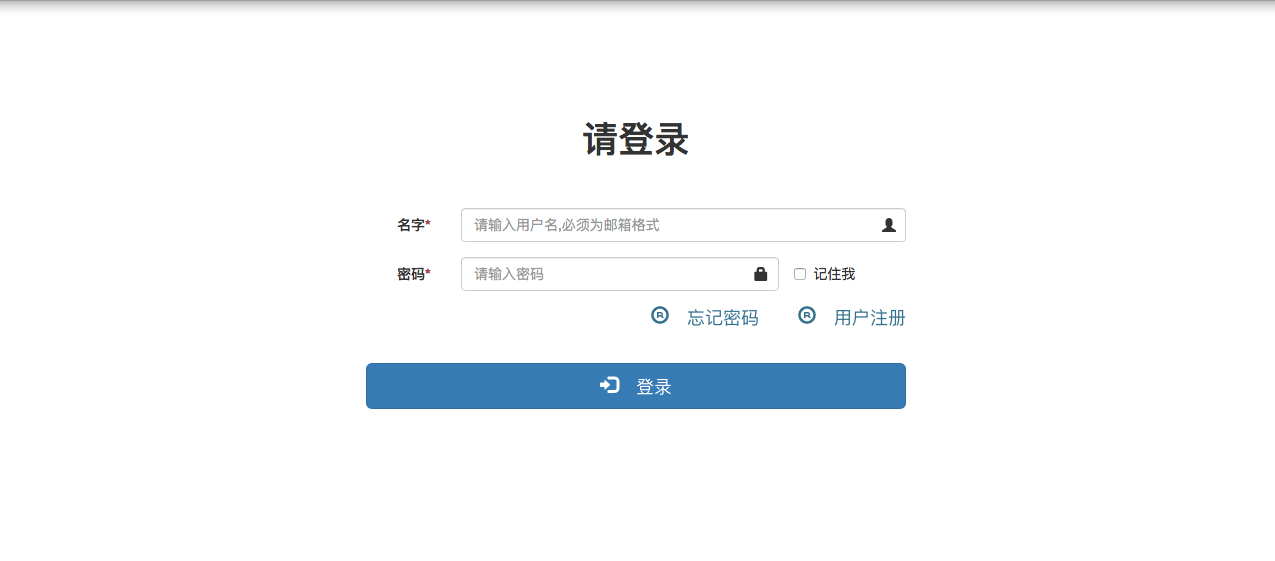 请登录
名字* 请输入用户名,必须为邮箱格式
密码* 请输入密码 记住我
® 忘记密码 ® 用户注册
登录